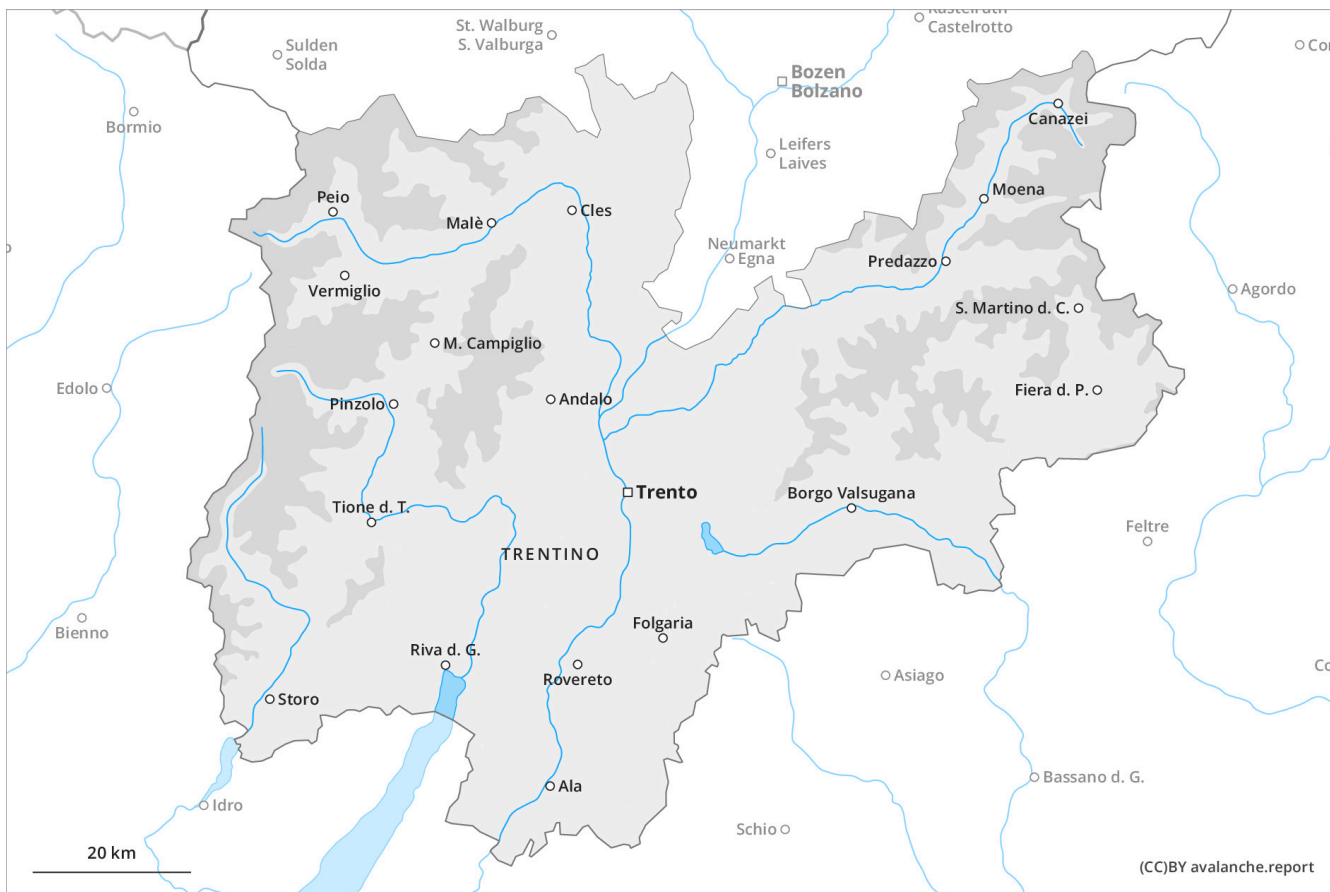 St. Walburg
S. Valburga
Castelrotto
Sulden
Solda
Bozen
Bolzano
Bormio
Canazei
Leifers
Laives
Peio
Moena
Malè
Cles
Neumarkt
Egna
Predazzo
Vermiglio
Agordo
S. Martino d. C.
M. Campiglio
Edolo
Fiera d. P.
Andalo
Pinzolo
Trento
Borgo Valsugana
Tione d. T.
Feltre
TRENTINO
Bienno
Folgaria
Riva d. G.
Rovereto
Asiago
Storo
Bassano d. G.
Ala
Idro
Schio
20 km
(CC)BY avalanche.report